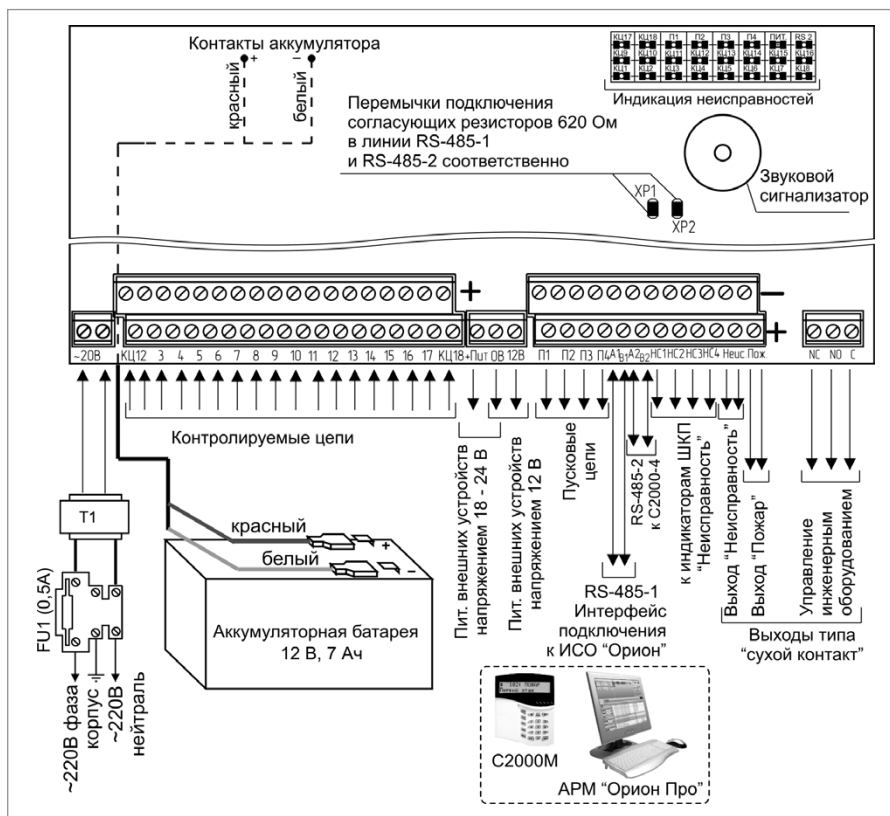 Контакты аккумулятора
+
–
красный
белый
КЦ17 КЦ18 П1 П2 П3 П4 ПИТ. RS 2
КЦ9 КЦ10 КЦ11 КЦ12 КЦ13 КЦ14 КЦ15 КЦ16
КЦ1 КЦ2 КЦ3 КЦ4 КЦ5 КЦ6 КЦ7 КЦ8
Индикация неисправностей
Перемычки подключения
согласующих резисторов 620 Ом
в линии RS-485-1
и RS-485-2 соответственно
XP1
XP2
Звуковой
сигнализатор
+
–
+
~20В
КЦ1 2 3 4 5 6 7 8 9 10 11 12 13 14 15 16 17 КЦ18
+Пит 0В 12В
П1 П2 П3 П4 A1 B1 A2 B2 НС1 НС2 НС3 НС4 Неис Пож
NC NO C
Контролируемые цепи
Пит. внешних устройств
напряжением 18 - 24 В
Пит. внешних устройств
напряжением 12 В
Пусковые
цепи
RS-485-2
к С2000-4
к индикаторам ШКП
“Неисправность”
Выход “Неисправность”
Выход “Пожар”
Управление
инженерным
оборудованием
Выходы типа
“сухой контакт”
RS-485-1
Интерфейс
подключения
к ИСО “Орион”
T1
FU1 (0,5А)
~220В фаза
корпус
~220В
нейтраль
красный
белый
+
–
Аккумуляторная батарея
12 В, 7 Ач
С2000М
АРМ “Орион Про”